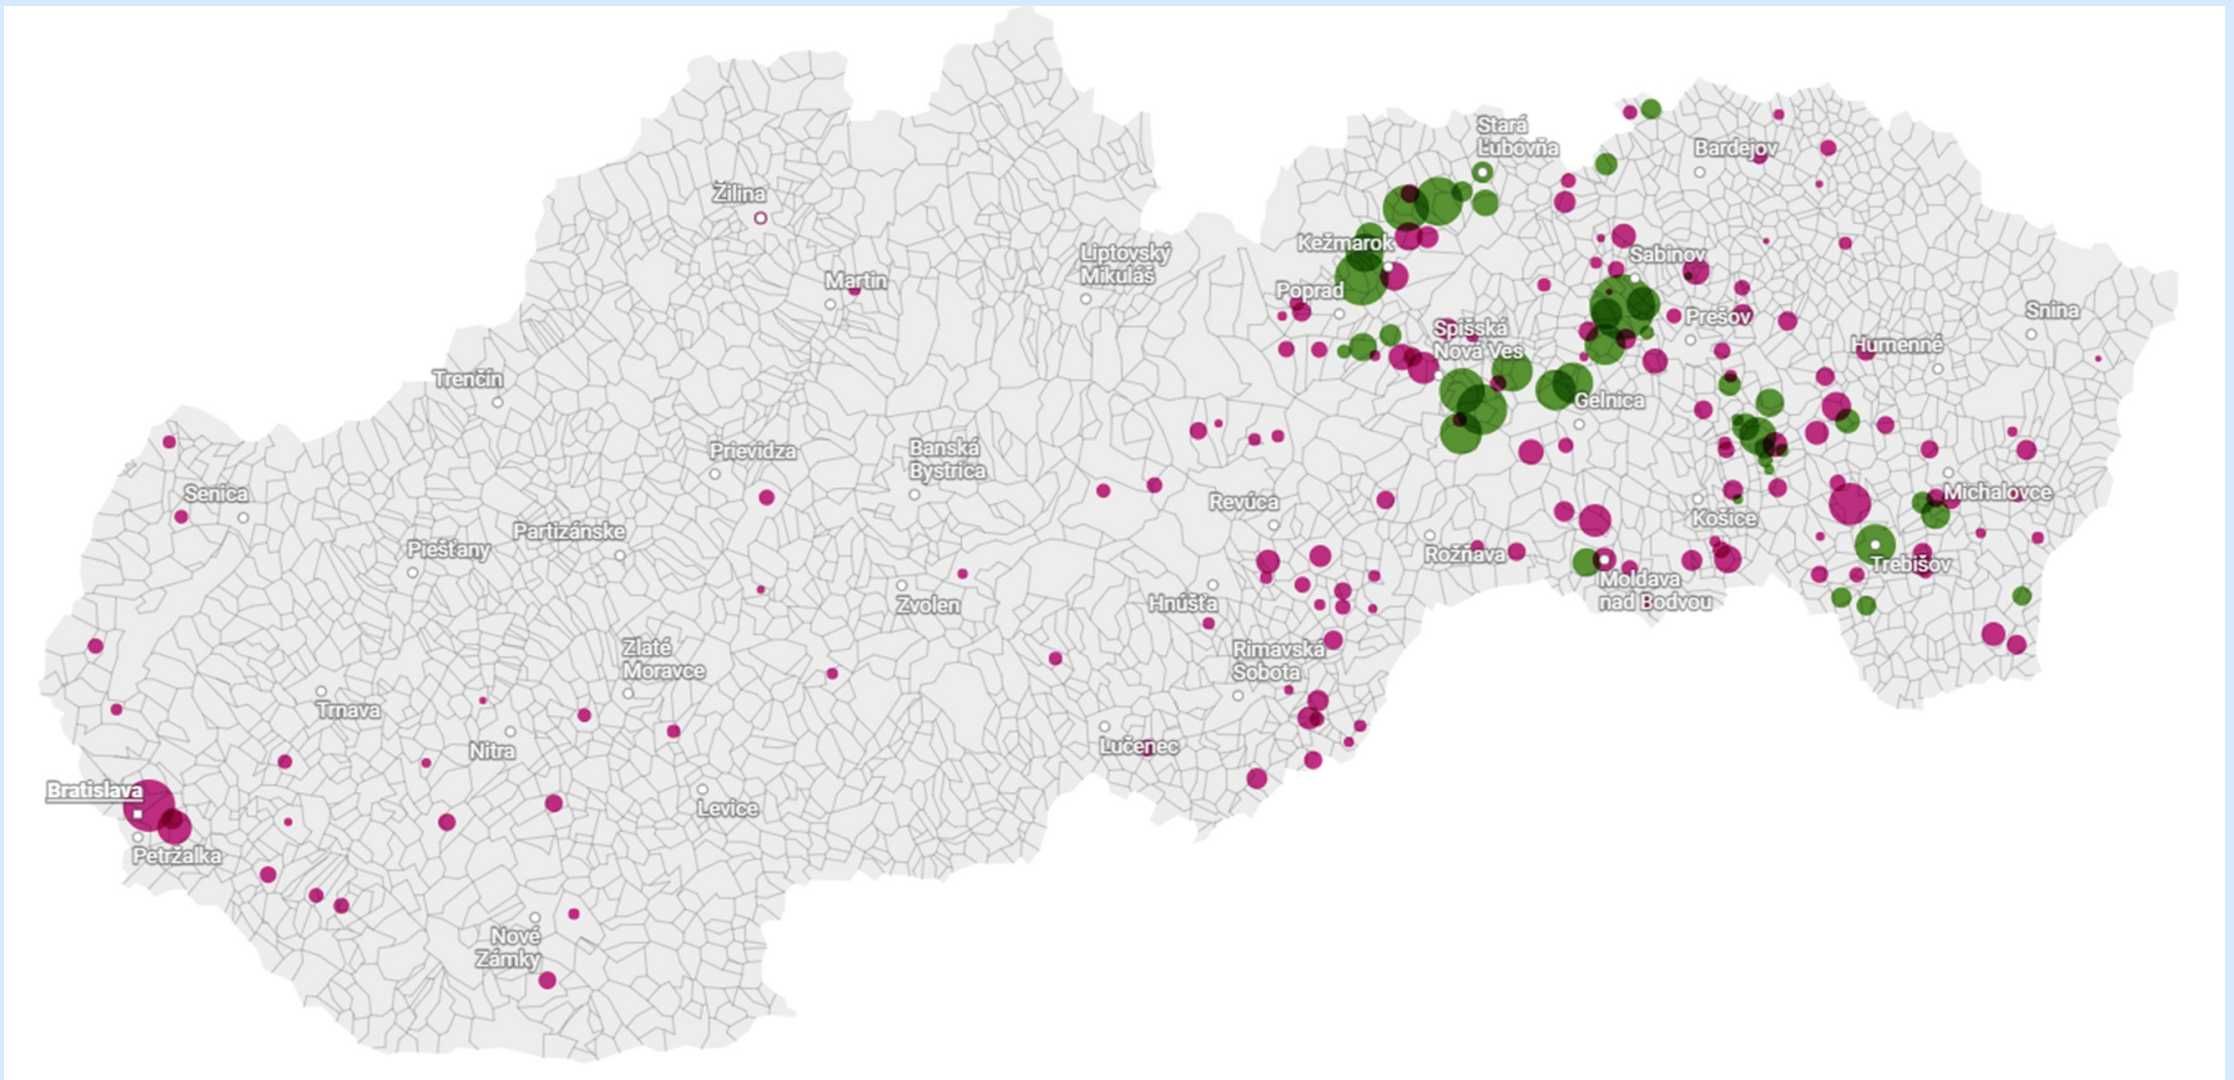 Stará
Ľubovňa
Bardejov
Žilina
Kežmarok
Liptovský
Mikuláš
Sabinov
Martin
Poprad
Snina
Prešov
Spišská
Nová Ves
Humenné
Trenčín
Gelnica
Prievidza
Banská
Bystrica
Senica
Michalovce
Revúca
Košice
Partizánske
Piešťany
Rožňava
Trebišov
Moldava
nad Bodvou
Hnúšťa
Zvolen
Zlaté
Moravce
Rimavská
Sobota
Trnava
Nitra
Lučenec
Bratislava
Levice
Petržalka
Nové
Zámky